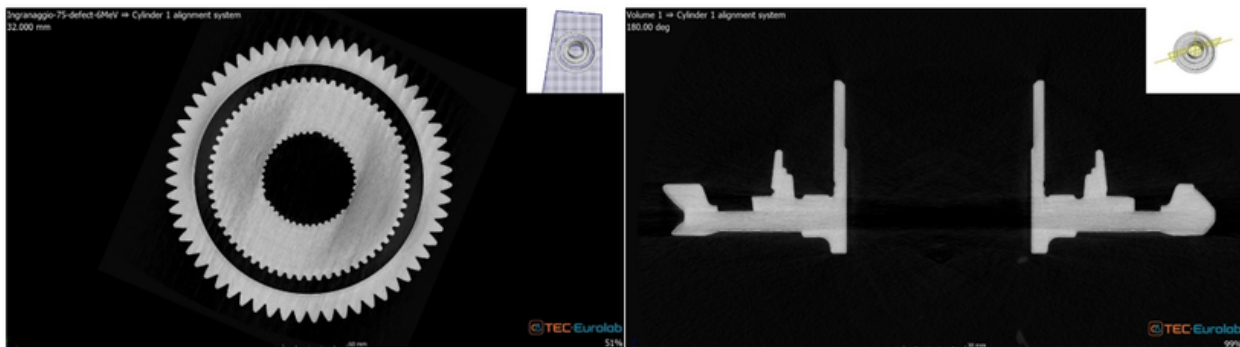 Ingranaggio-75-defect-6MeV ⇒ Cylinder 1 alignment system
32.000 mm
TEC-Eurolab
51%
Volume 1 ⇒ Cylinder 1 alignment system
180.00 deg
TEC-Eurolab
99%